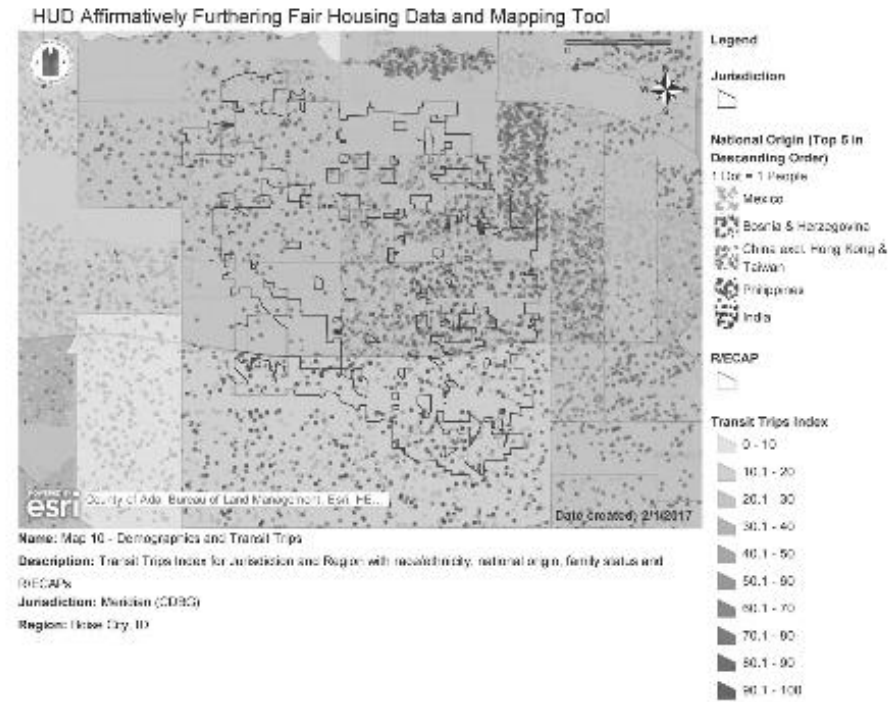 HUD Affirmatively Furthering Fair Housing Data and Mapping Tool
Legend
Jurisdiction
National Origin (Top 5 in
Descending Order)
1 Dot = 1 People
Mexico
Bosnia & Herzegovina
China excl. Hong Kong &
Taiwan
Philippines
India
R/ECAP
Transit Trips Index
0 - 10
10.1 - 20
20.1 - 30
30.1 - 40
40.1 - 50
50.1 - 60
60.1 - 70
70.1 - 80
80.1 - 90
90.1 - 100
esri
County of Ada, Bureau of Land Management, Esri, HE...
Date created: 2/1/2017
Name: Map 10 - Demographics and Transit Trips
Description: Transit Trips Index for Jurisdiction and Region with race/ethnicity, national origin, family status and
R/ECAPs
Jurisdiction: Meridian (CDBG)
Region: Boise City, ID